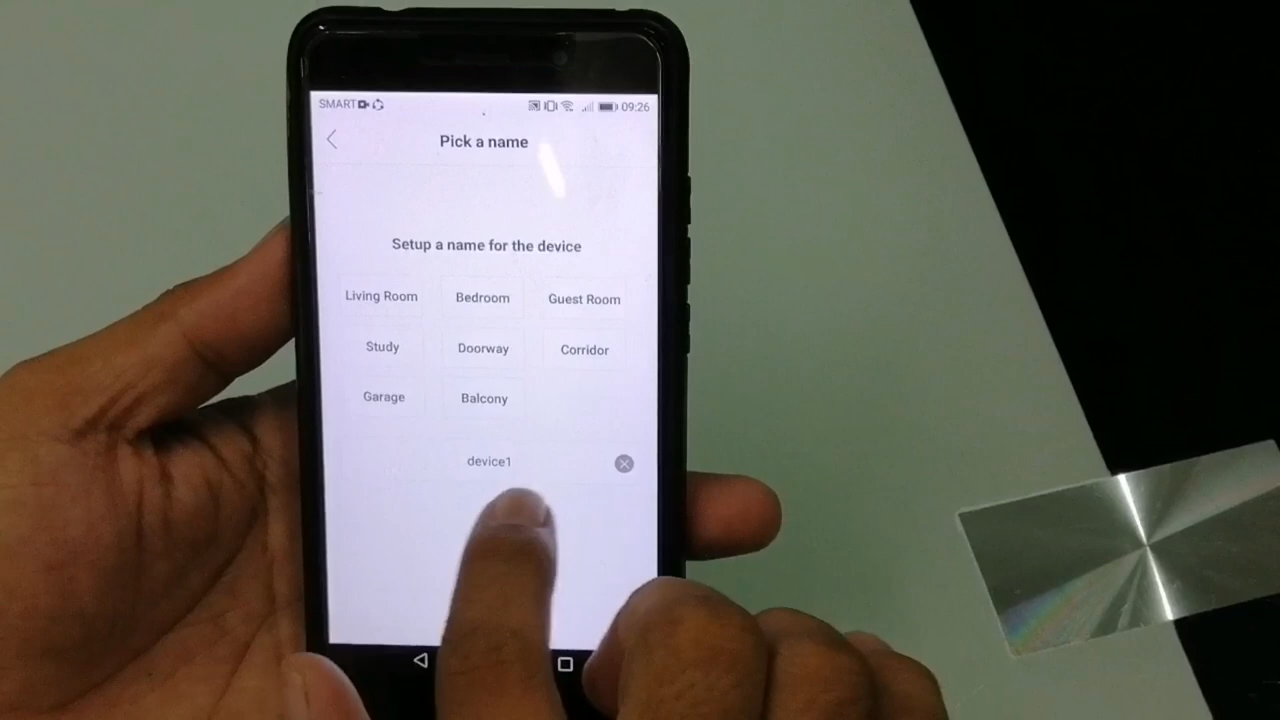 SMART 09:26
Pick a name
Setup a name for the device
Living Room Bedroom Guest Room
Study Doorway Corridor
Garage Balcony
device1